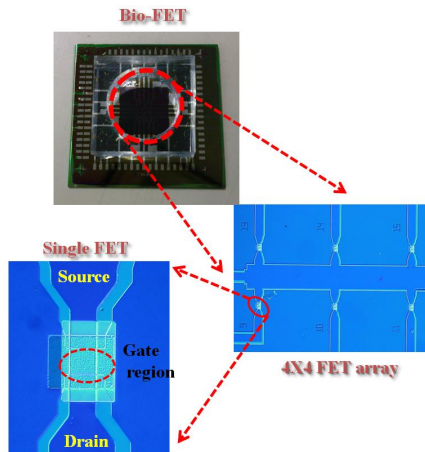 Bio-FET
Single FET
Source
Gate
region
Drain
4X4 FET array